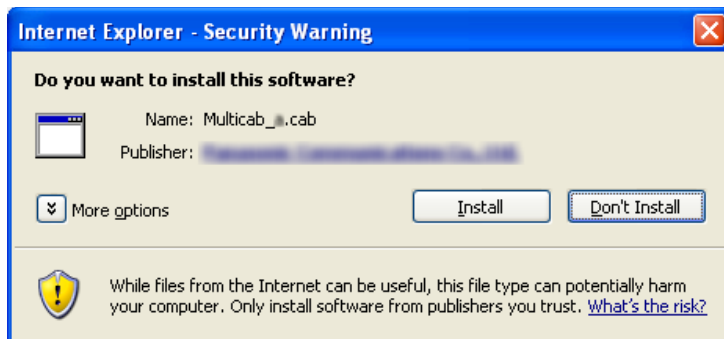 Internet Explorer - Security Warning
Do you want to install this software?
Name: Multicab_ .cab
Publisher:
More options
Install
Don't Install
While files from the Internet can be useful, this file type can potentially harm
your computer. Only install software from publishers you trust. What's the risk?